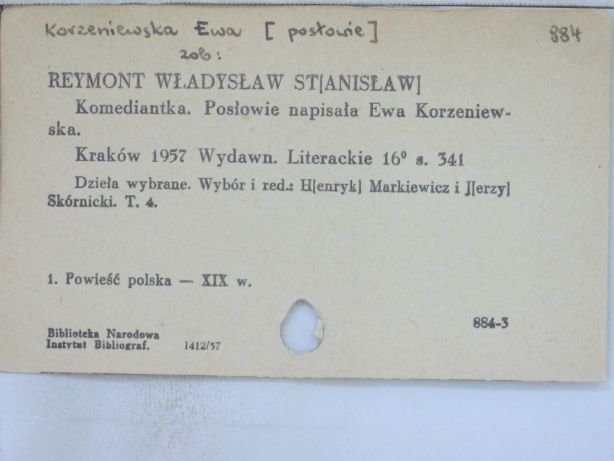 Korzeniewska Ewa [posłowie] 884
zob:
REYMONT WŁADYSŁAW ST[ANISŁAW]
Komediantka. Posłowie napisała Ewa Korzeniew-
ska.
Kraków 1957 Wydawn. Literackie 16⁰ s. 341
Dzieła wybrane. Wybór i red.: H[enryk] Markiewicz i J[erzy]
Skórnicki. T. 4.
1. Powieść polska — XIX w.
884-3
Biblioteka Narodowa
Instytut Bibliograf. 1412/57